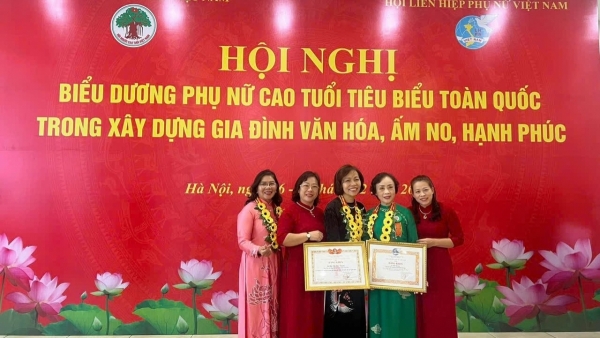 HỘI LIÊN HIỆP PHỤ NỮ VIỆT NAM
HỘI NGHỊ
BIỂU DƯƠNG PHỤ NỮ CAO TUỔI TIÊU BIỂU TOÀN QUỐC
TRONG XÂY DỰNG GIA ĐÌNH VĂN HÓA, ẤM NO, HẠNH PHÚC
Hà Nội,